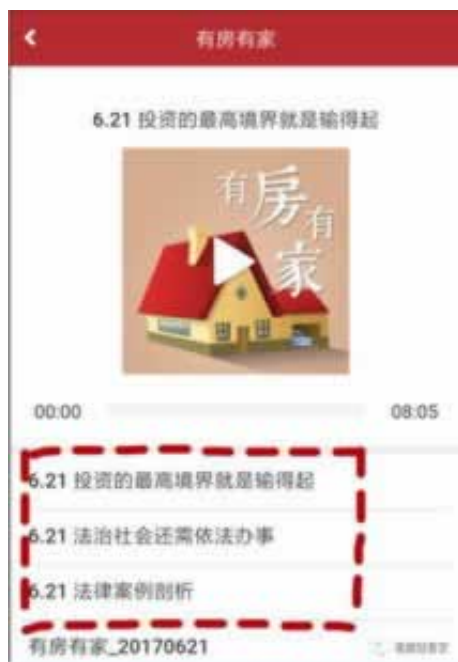 有房有家
6.21 投资的最高境界就是输得起
有房有家
00:00
08:05
6.21 投资的最高境界就是输得起
6.21 法治社会还需依法办事
6.21 法律案例剖析
有房有家_20170621